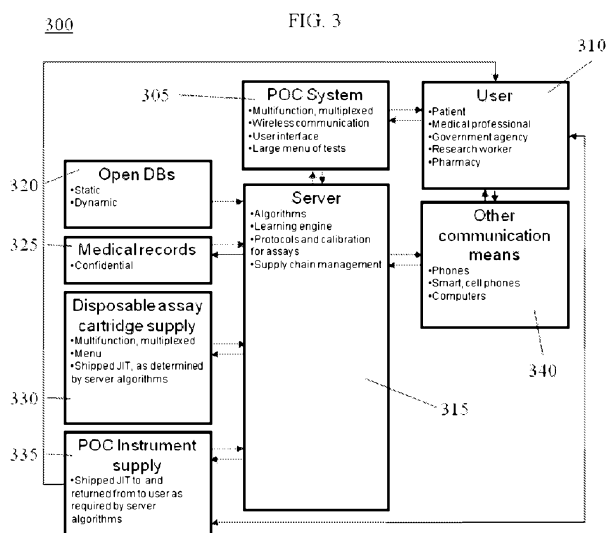 300
FIG. 3
310
305
POC System
•Multifunction, multiplexed
•Wireless communication
•User interface
•Large menu of tests
User
•Patient
•Medical professional
•Government agency
•Research worker
•Pharmacy
320
Open DBs
•Static
•Dynamic
325
Medical records
•Confidential
Server
•Algorithms
•Learning engine
•Protocols and calibration
for assays
•Supply chain management
Other
communication
means
•Phones
•Smart, cell phones
•Computers
340
Disposable assay
cartridge supply
•Multifunction, multiplexed
•Menu
•Shipped JIT, as determined
by server algorithms
330
315
335
POC Instrument
supply
•Shipped JIT to and
returned from to user as
required by server
algorithms